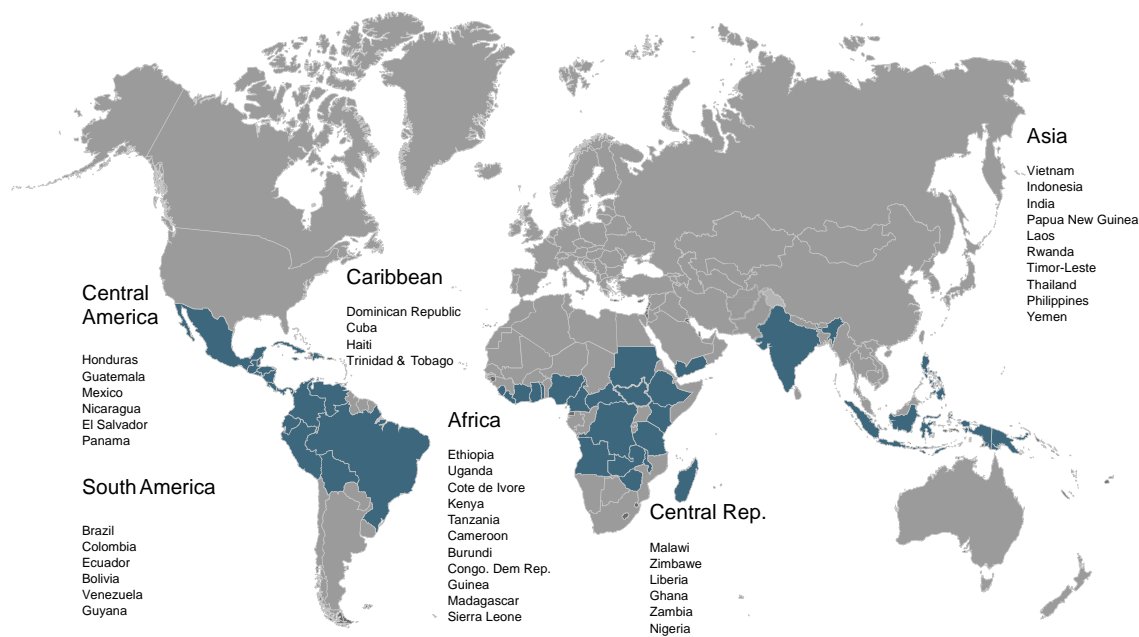 Central
America
Honduras
Guatemala
Mexico
Nicaragua
El Salvador
Panama
South America
Brazil
Colombia
Ecuador
Bolivia
Venezuela
Guyana
Caribbean
Dominican Republic
Cuba
Haiti
Trinidad & Tobago
Africa
Ethiopia
Uganda
Cote de Ivore
Kenya
Tanzania
Cameroon
Burundi
Congo. Dem Rep.
Guinea
Madagascar
Sierra Leone
Central Rep.
Malawi
Zimbawe
Liberia
Ghana
Zambia
Nigeria
Asia
Vietnam
Indonesia
India
Papua New Guinea
Laos
Rwanda
Timor-Leste
Thailand
Philippines
Yemen